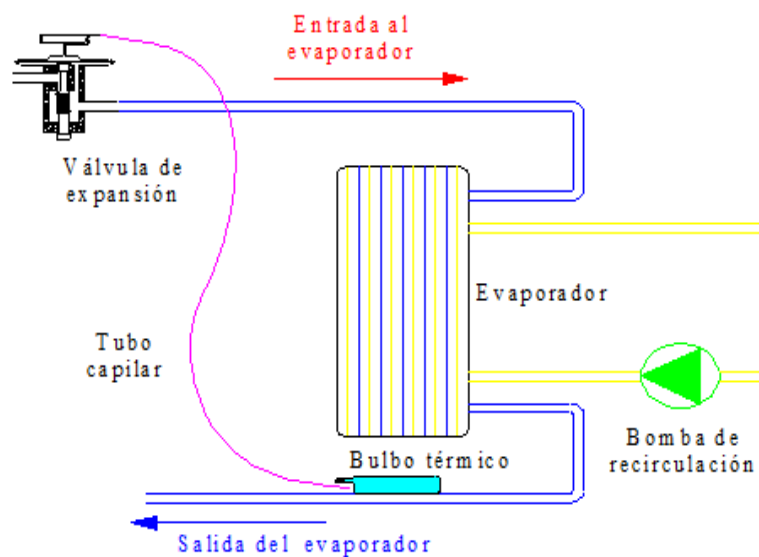 Entrada al
evaporador
Válvula de
expansión
Evaporador
Tubo
capilar
Bulbo térmico
Bomba de
recirculación
Salida del evaporador